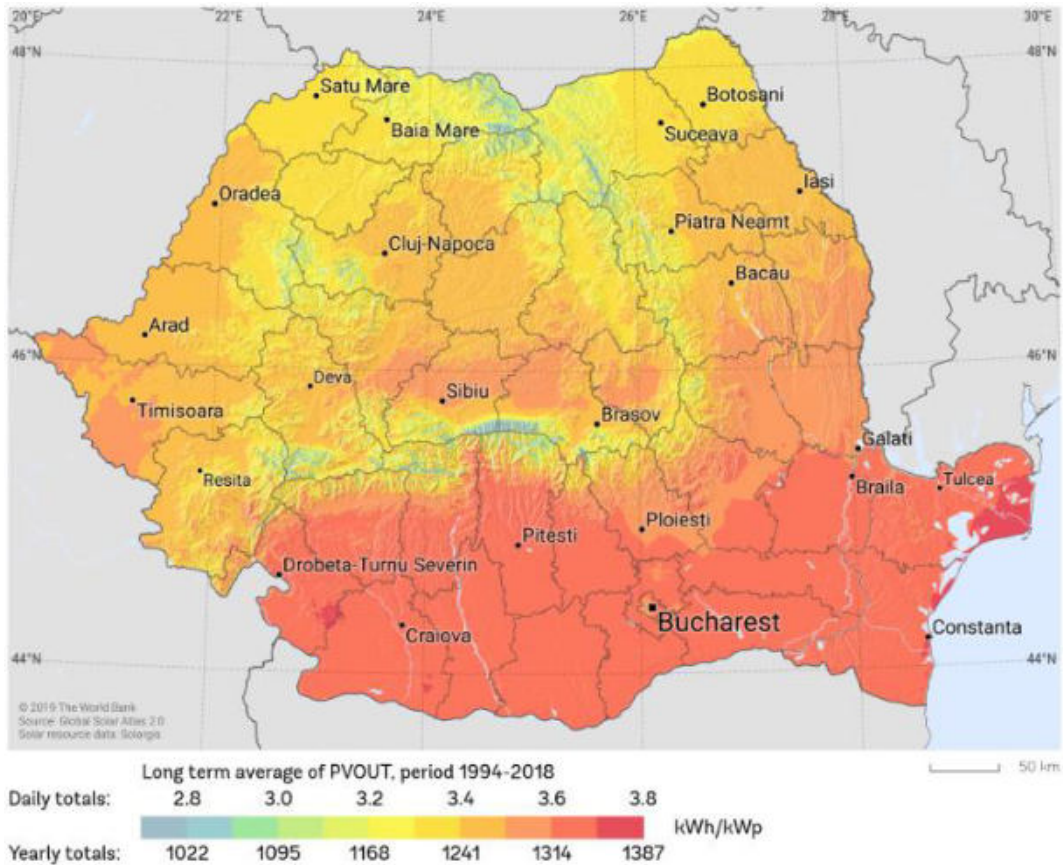 20°E 22°E 24°E 26°E 28°E 30°E
48°N 48°N
Satu Mare
Botosani
Baia Mare
Suceava
Iasi
Oradea
Piatra Neamt
Cluj-Napoca
Bacau
Arad
46°N 46°N
Deva
Sibiu
Timisoara
Brasov
Galati
Resita
Braila
Tulcea
Ploiesti
Pitesti
Drobeta-Turnu Severin
Bucharest
Craiova
Constanta
44°N 44°N
© 2019 The World Bank
Source: Global Solar Atlas 2.0
Solar resource data: Solargis
50 km
Long term average of PVOUT, period 1994-2018
Daily totals: 2.8 3.0 3.2 3.4 3.6 3.8
kWh/kWp
Yearly totals: 1022 1095 1168 1241 1314 1387